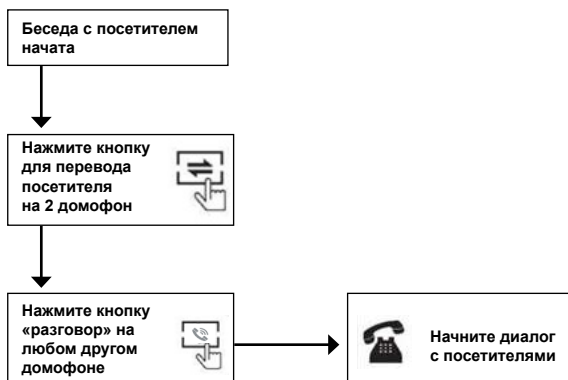 Беседа с посетителем
начата
Нажмите кнопку
для перевода
посетителя
на 2 домофон
Нажмите кнопку
«разговор» на
любом другом
домофоне
Начните диалог
с посетителями